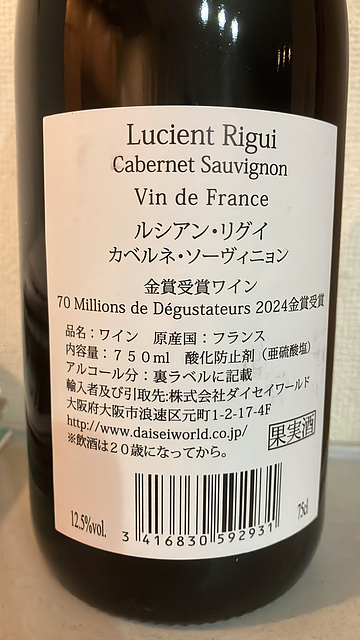 Lucient Rigui
Cabernet Sauvignon
Vin de France
ルシアン・リグイ
カベルネ・ソーヴィニョン
金賞受賞ワイン
70 Millions de Dégustateurs 2024金賞受賞
品名：ワイン　原産国：フランス
内容量：７５０ml　酸化防止剤（亜硫酸塩）
アルコール分：裏ラベルに記載
輸入者及び引取先:株式会社ダイセイワールド
大阪府大阪市浪速区元町1-2-17-4F
http://www.daiseiworld.co.jp/
果実酒
※飲酒は２０歳になってから。
12.5%vol.
3 416830 592931
75cl